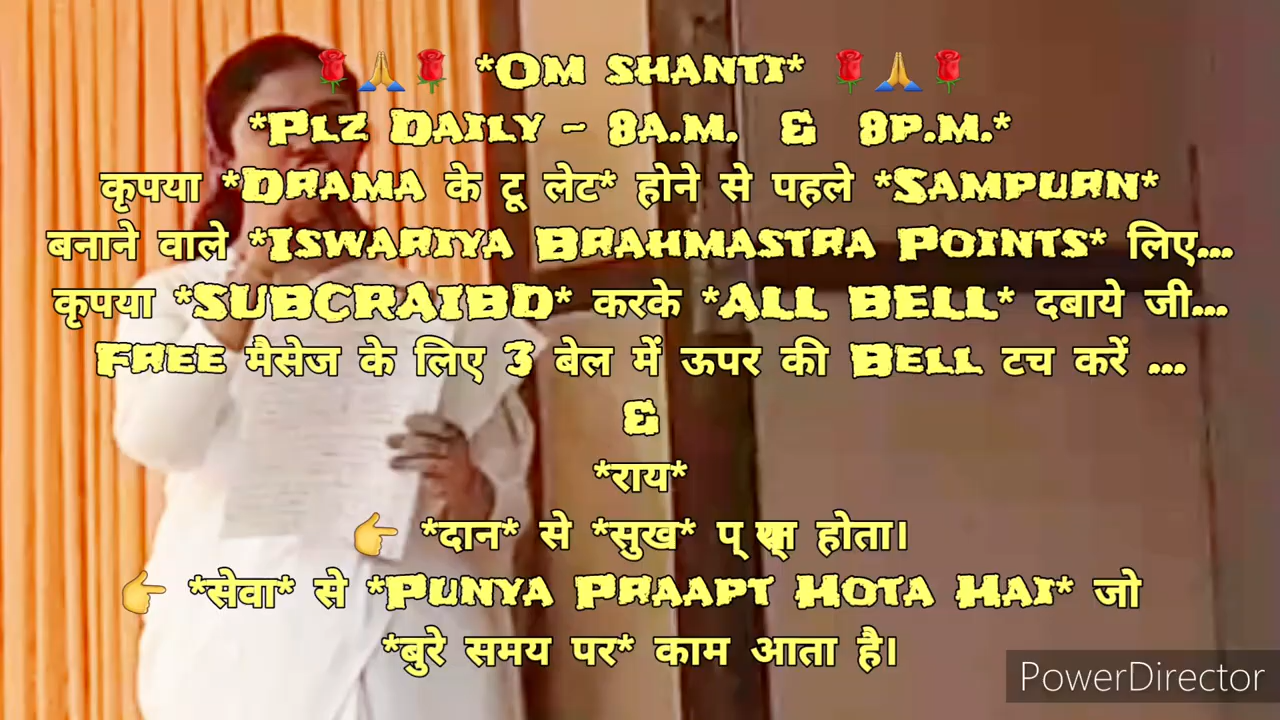 🌹🙏🌹 *Om shanti* 🌹🙏🌹
*Plz Daily - 8A.M. & 8P.M.*
कृपया *Drama के टू लेट* होने से पहले *Sampurn*
बनाने वाले *Iswariya Brahmastra Points* लिए...
कृपया *SUBCRAIBD* करके *ALL BELL* दबाये जी...
Free मैसेज के लिए 3 बेल में ऊपर की Bell टच करें ...
&
*राय*
👉 *दान* से *सुख* होता।
👉 *सेवा* से *Punya Praapt Hota Hai* जो
*बुरे समय पर* काम आता है।
PowerDirector